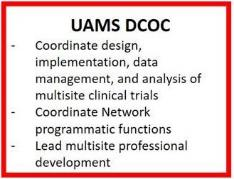 UAMS DCOC
- Coordinate design,
implementation, data
management, and analysis of
multisite clinical trials
- Coordinate Network
programmatic functions
- Lead multisite professional
development